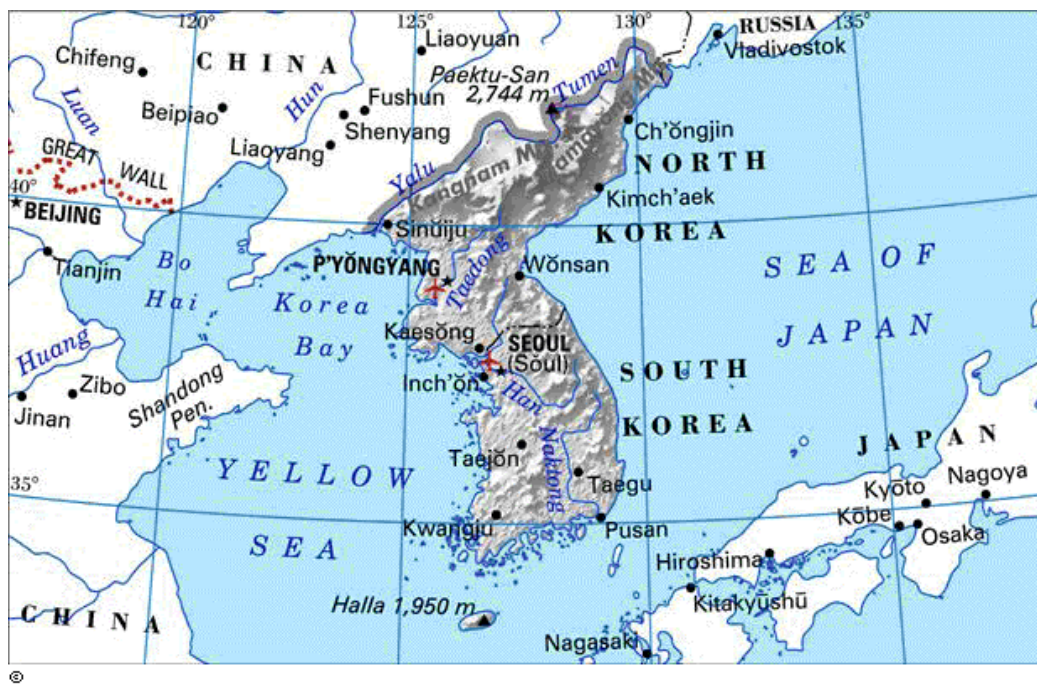 120°
125°
130°
135°
RUSSIA
Vladivostok
Liaoyuan
Chifeng
CHINA
Paektu-San
2,744 m
Tumen
Hun
Luan
Beipiao
Fushun
Shenyang
Hamgyong Mts.
Ch'ŏngjin
Liaoyang
GREAT WALL
NORTH
KOREA
Yalu
Kangnam Mts.
Kimch'aek
40°
BEIJING
Sinŭiju
Tianjin
Bo
Hai
P'YŎNGYANG
Taedong
Wŏnsan
SEA OF
JAPAN
Korea
Bay
Kaesŏng
SEOUL
(Sŏul)
Huang
Inch'ŏn
Han
SOUTH
KOREA
Zibo
Jinan
Shandong
Pen.
JAPAN
Taejŏn
Naktong
Taegu
YELLOW
SEA
Nagoya
Kyōto
35°
Kwangju
Pusan
Kōbe
Osaka
Hiroshima
Halla 1,950 m
Kitakyūshū
CHINA
Nagasaki
©